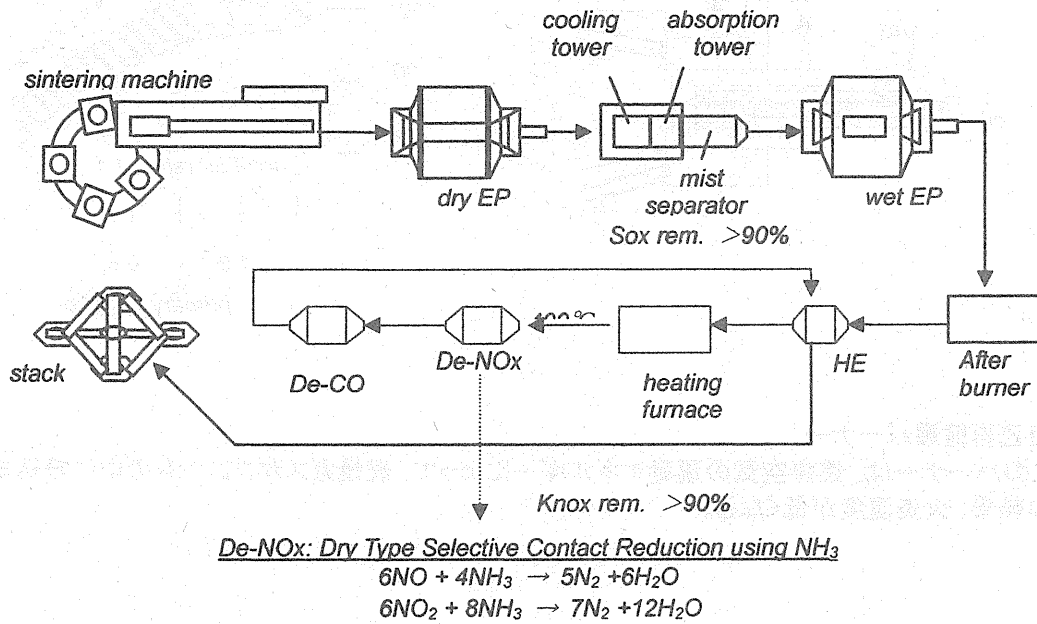 cooling
tower
absorption
tower
sintering machine
dry EP
mist
separator
wet EP
Sox rem. >90%
stack
De-CO
De-NOx
heating
furnace
HE
After
burner
Knox rem. >90%
De-NOx: Dry Type Selective Contact Reduction using NH₃
6NO + 4NH₃ → 5N₂ +6H₂O
6NO₂ + 8NH₃ → 7N₂ +12H₂O